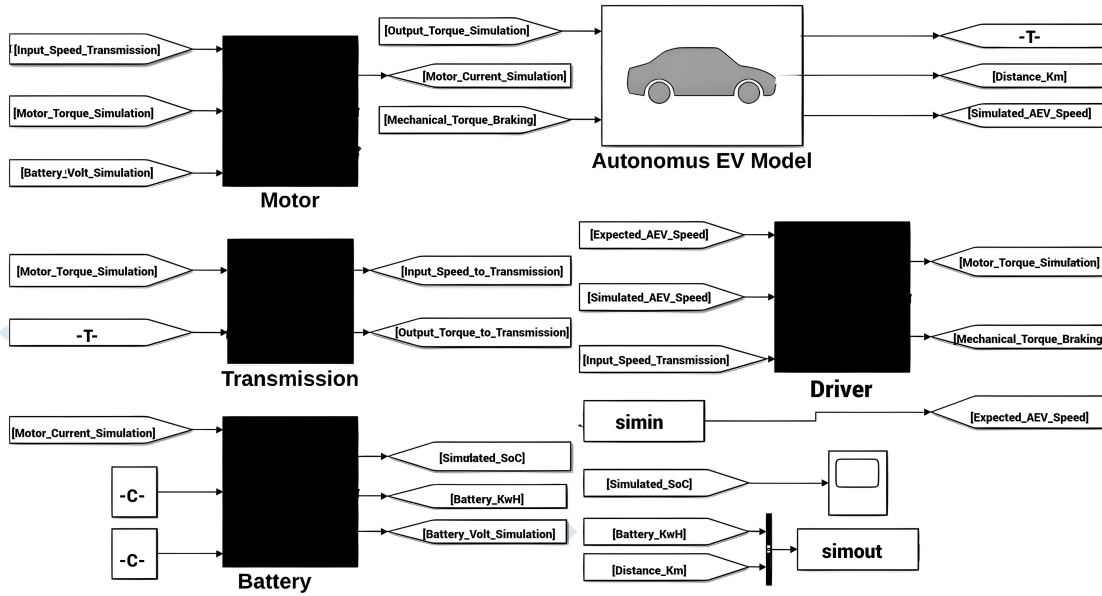 [Input_Speed_Transmission]
[Motor_Torque_Simulation]
[Battery_Volt_Simulation]
[Motor_Current_Simulation]
Motor
[Output_Torque_Simulation]
[Mechanical_Torque_Braking]
-T-
[Distance_Km]
[Simulated_AEV_Speed]
Autonomus EV Model
[Motor_Torque_Simulation]
-T-
[Input_Speed_to_Transmission]
[Output_Torque_to_Transmission]
Transmission
[Expected_AEV_Speed]
[Simulated_AEV_Speed]
[Input_Speed_Transmission]
[Motor_Torque_Simulation]
[Mechanical_Torque_Braking]
Driver
[Motor_Current_Simulation]
-C-
-C-
[Simulated_SoC]
[Battery_KwH]
[Battery_Volt_Simulation]
Battery
simin
[Expected_AEV_Speed]
[Simulated_SoC]
[Battery_KwH]
[Distance_Km]
simout